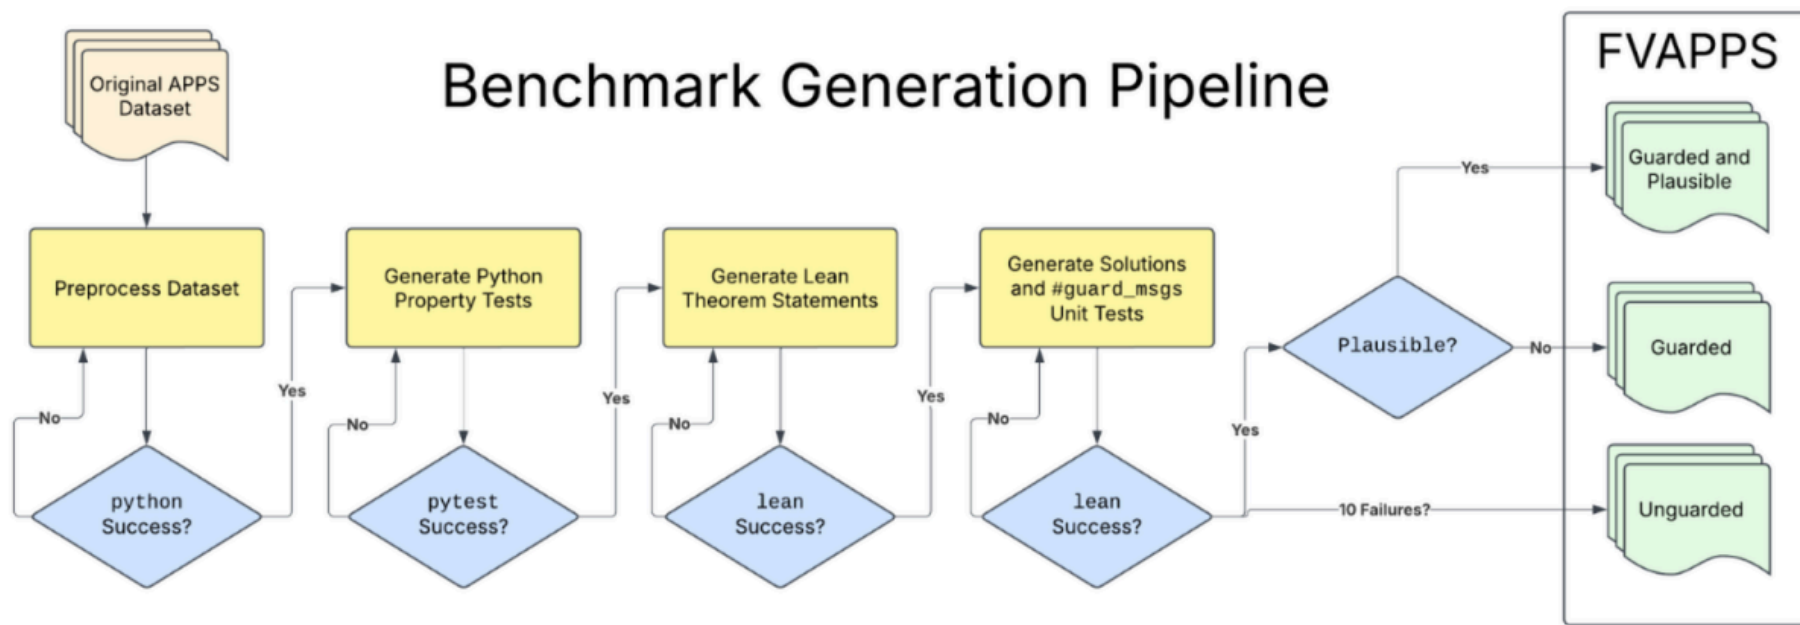 Benchmark Generation Pipeline
FVAPPS
Original APPS
Dataset
Preprocess Dataset
No
python
Success?
Yes
Generate Python
Property Tests
No
pytest
Success?
Yes
Generate Lean
Theorem Statements
No
lean
Success?
Yes
Generate Solutions
and #guard_msgs
Unit Tests
No
lean
Success?
Yes
10 Failures?
Plausible?
Yes
No
Guarded and
Plausible
Guarded
Unguarded